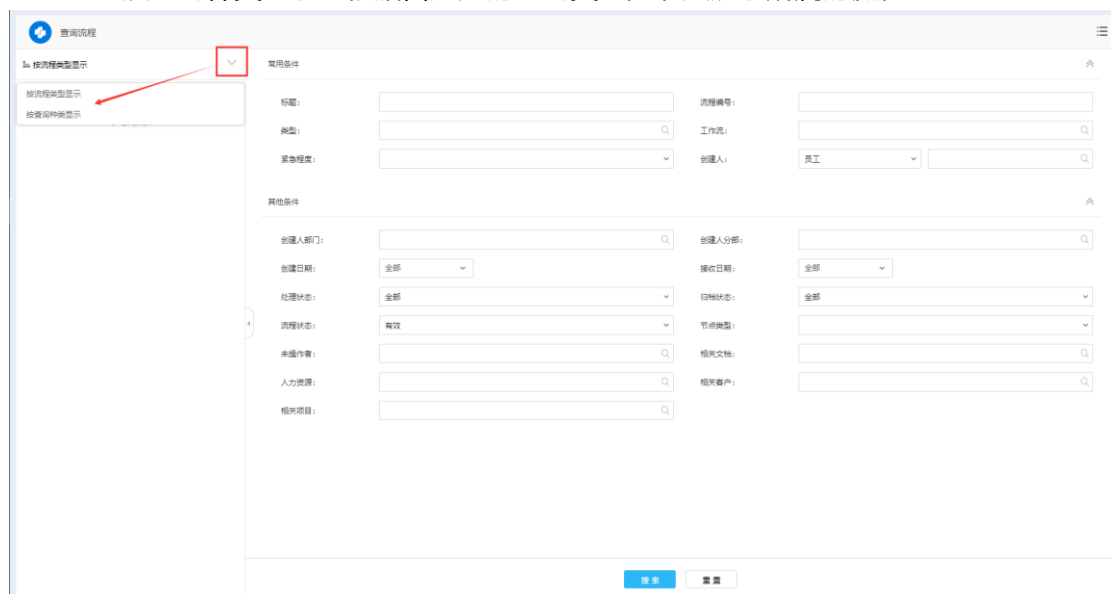 查询流程
按流程类型显示
按流程类型显示
按查询种类显示
常用条件
标题： 流程编号：
类型： 工作流：
紧急程度： 创建人： 员工
其他条件
创建人部门： 创建人分部：
创建日期： 全部 接收日期： 全部
处理状态： 全部 归档状态： 全部
流程状态： 有效 节点类型：
未操作者： 相关文档：
人力资源： 相关客户：
相关项目：
搜索 重置